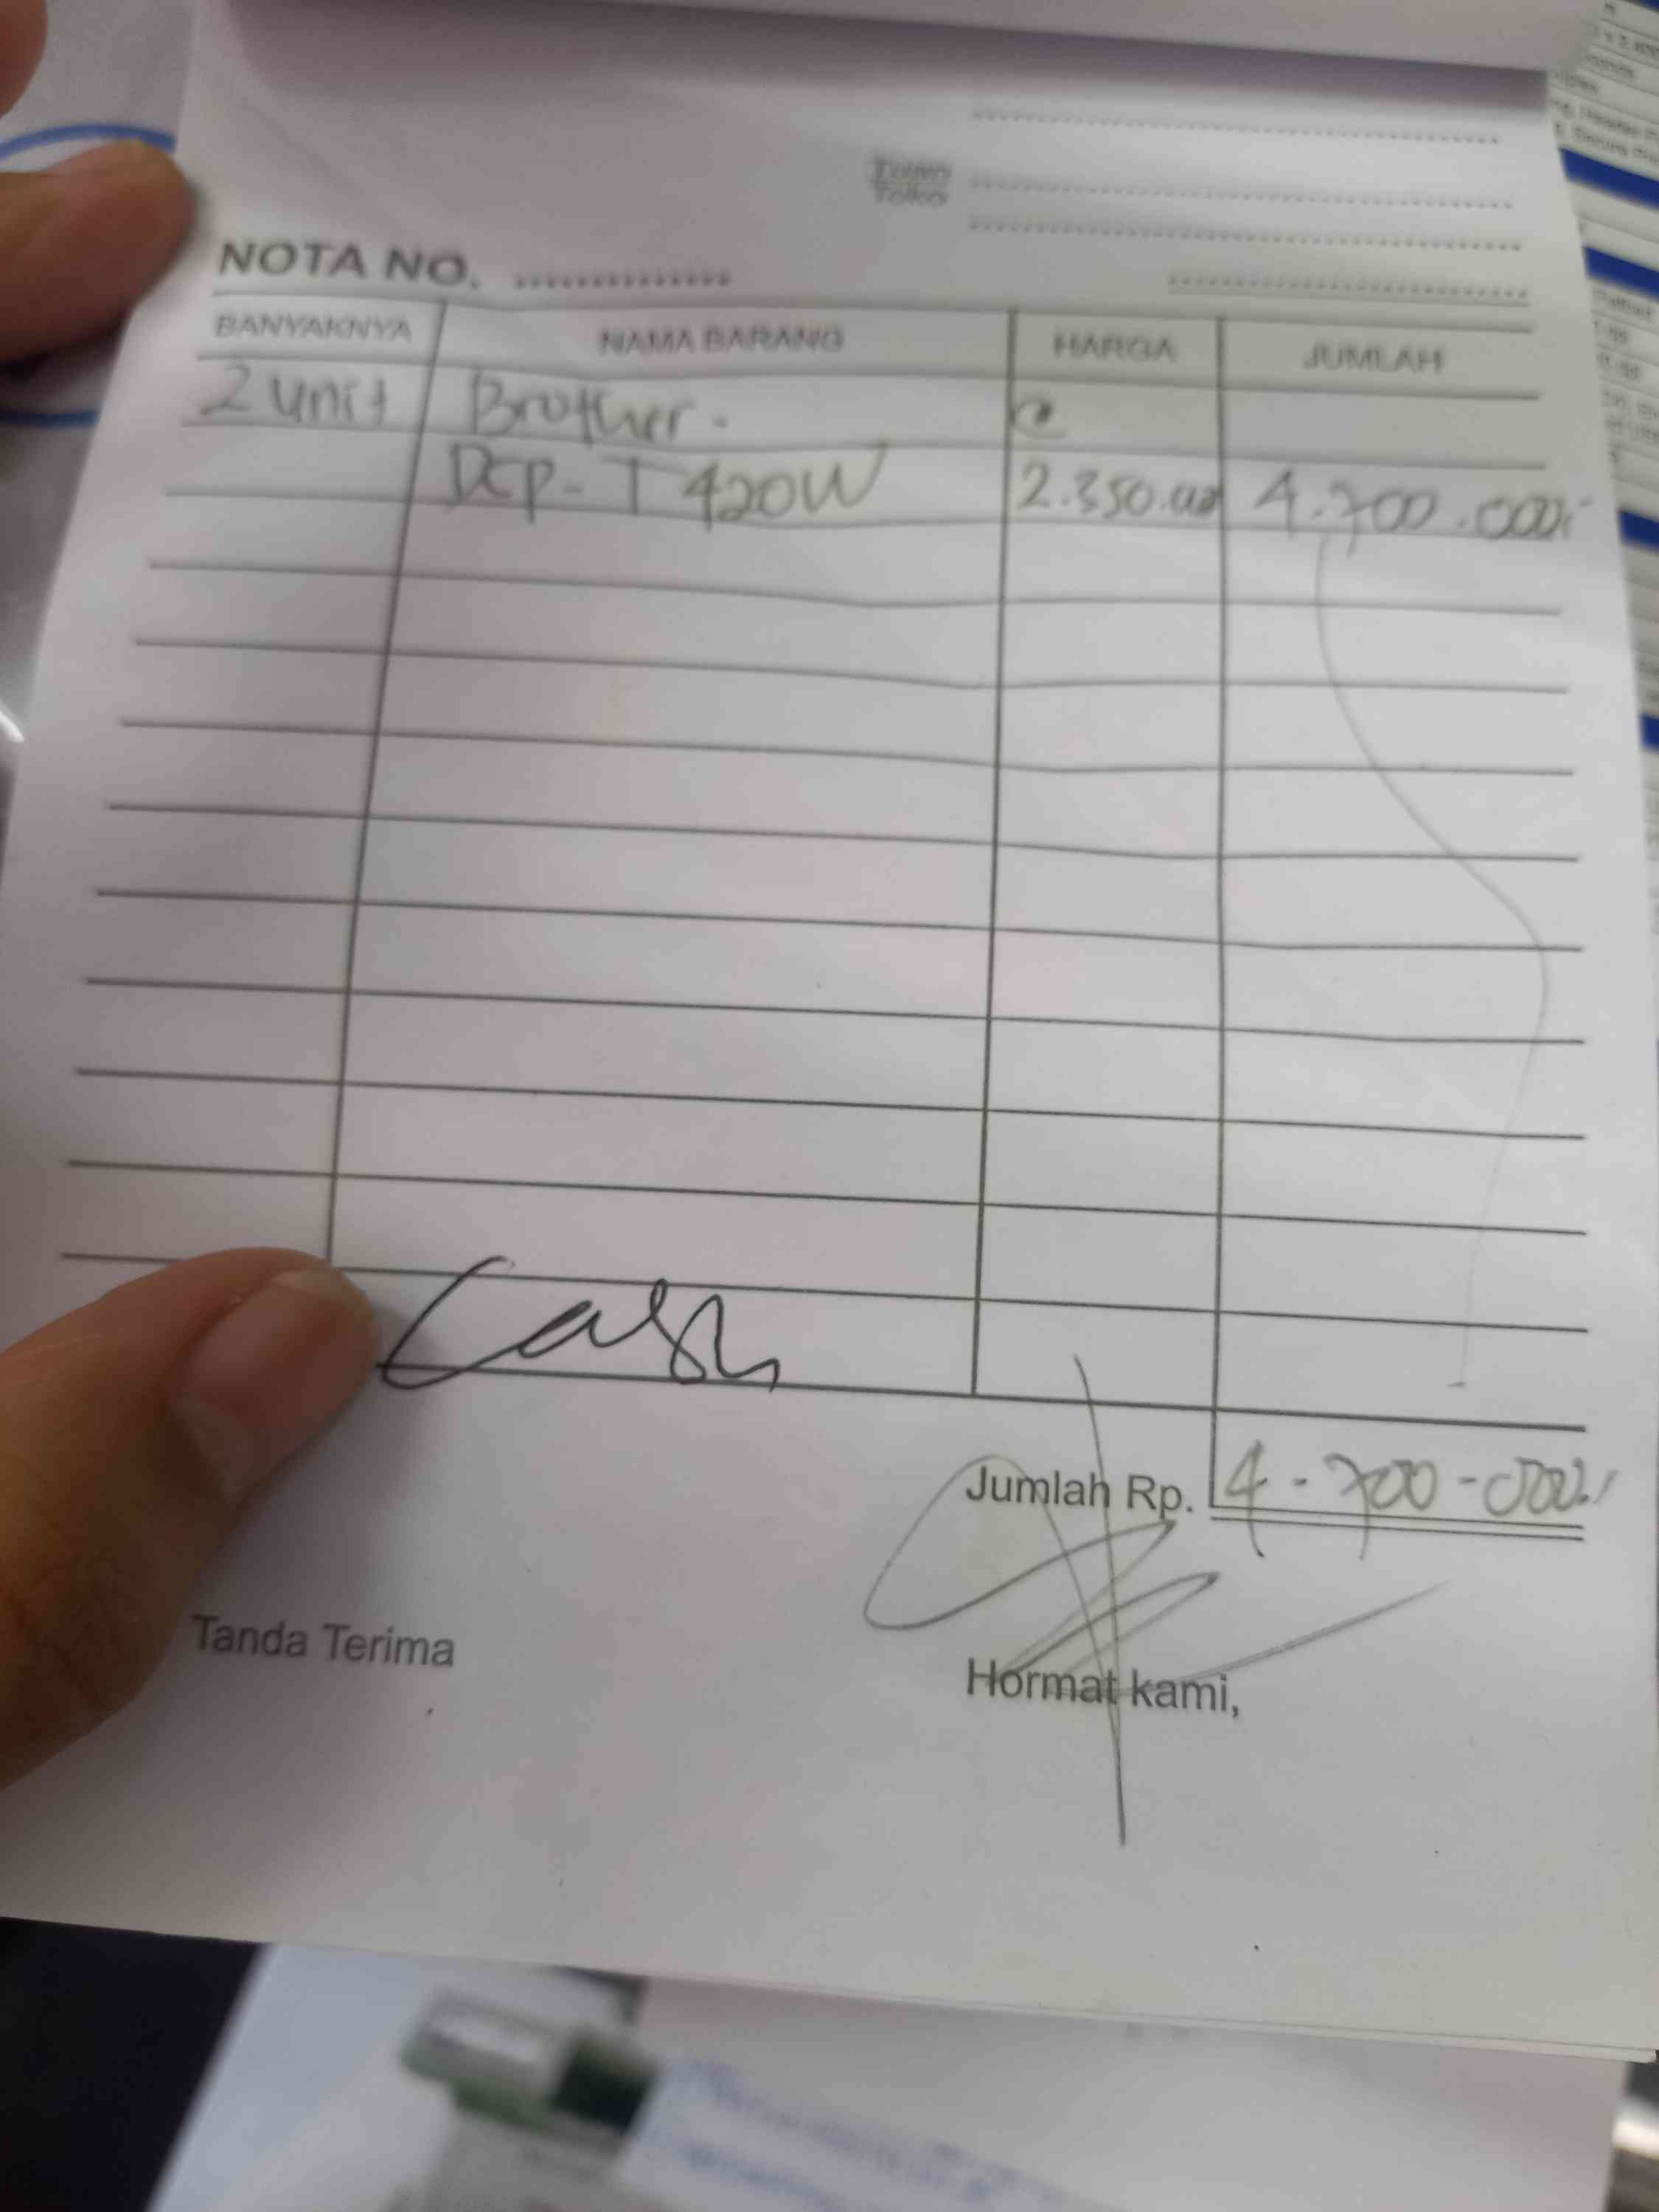 Tuan
Toko
NOTA NO. ..............
BANYAKNYA NAMA BARANG HARGA JUMLAH
2 unit Brother. @
DCP-T420W 2.350.000 4.700.000,-
Cash
Jumlah Rp. 4.700.000,-
Tanda Terima
Hormat kami,